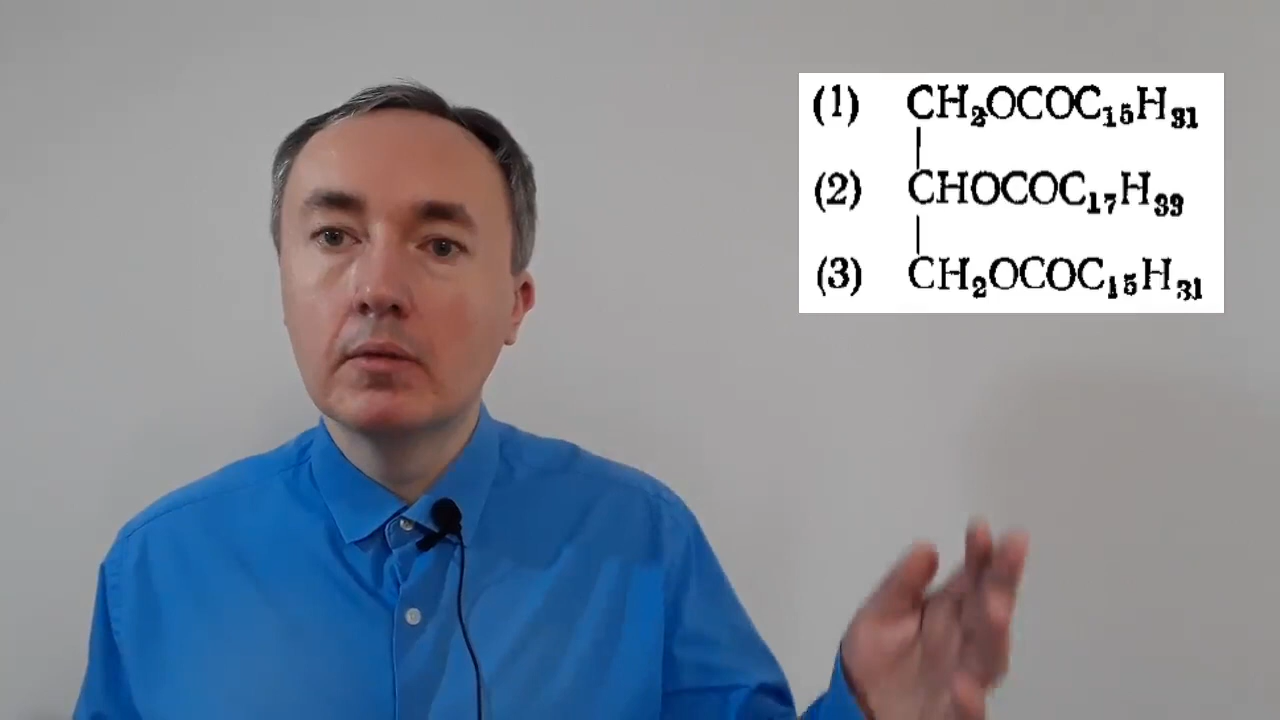 (1) CH₂OCOC₁₅H₃₁
(2) CHOCOC₁₇H₃₃
(3) CH₂OCOC₁₅H₃₁